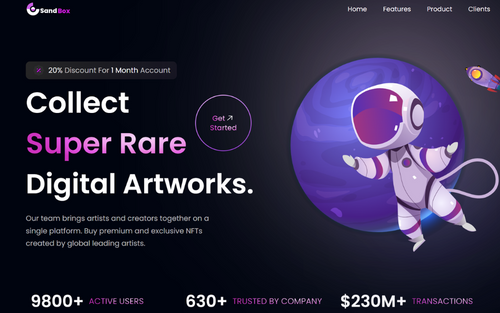 SandBox
Home Features Product Clients
20% Discount For 1 Month Account
Collect
Super Rare
Digital Artworks.
Get
Started
Our team brings artists and creators together on a
single platform. Buy premium and exclusive NFTs
created by global leading artists.
9800+ ACTIVE USERS 630+ TRUSTED BY COMPANY $230M+ TRANSACTIONS